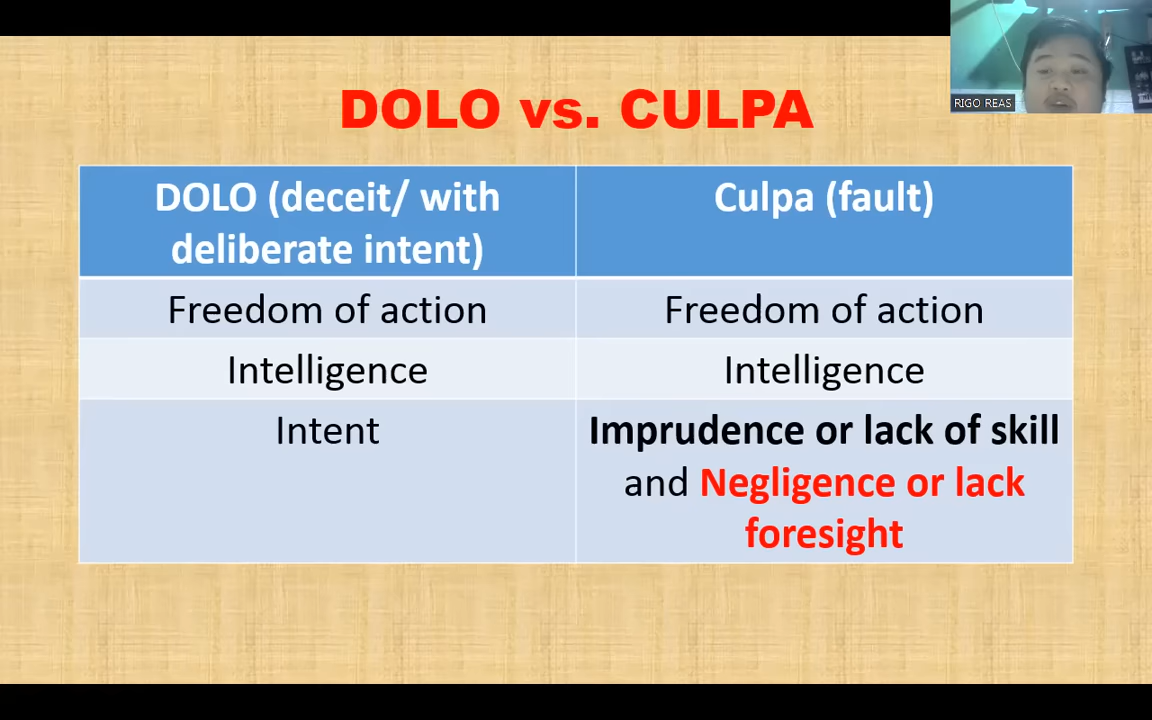 RIGO REAS
DOLO vs. CULPA
DOLO (deceit/ with
deliberate intent)
Culpa (fault)
Freedom of action
Freedom of action
Intelligence
Intelligence
Intent
Imprudence or lack of skill
and Negligence or lack
foresight